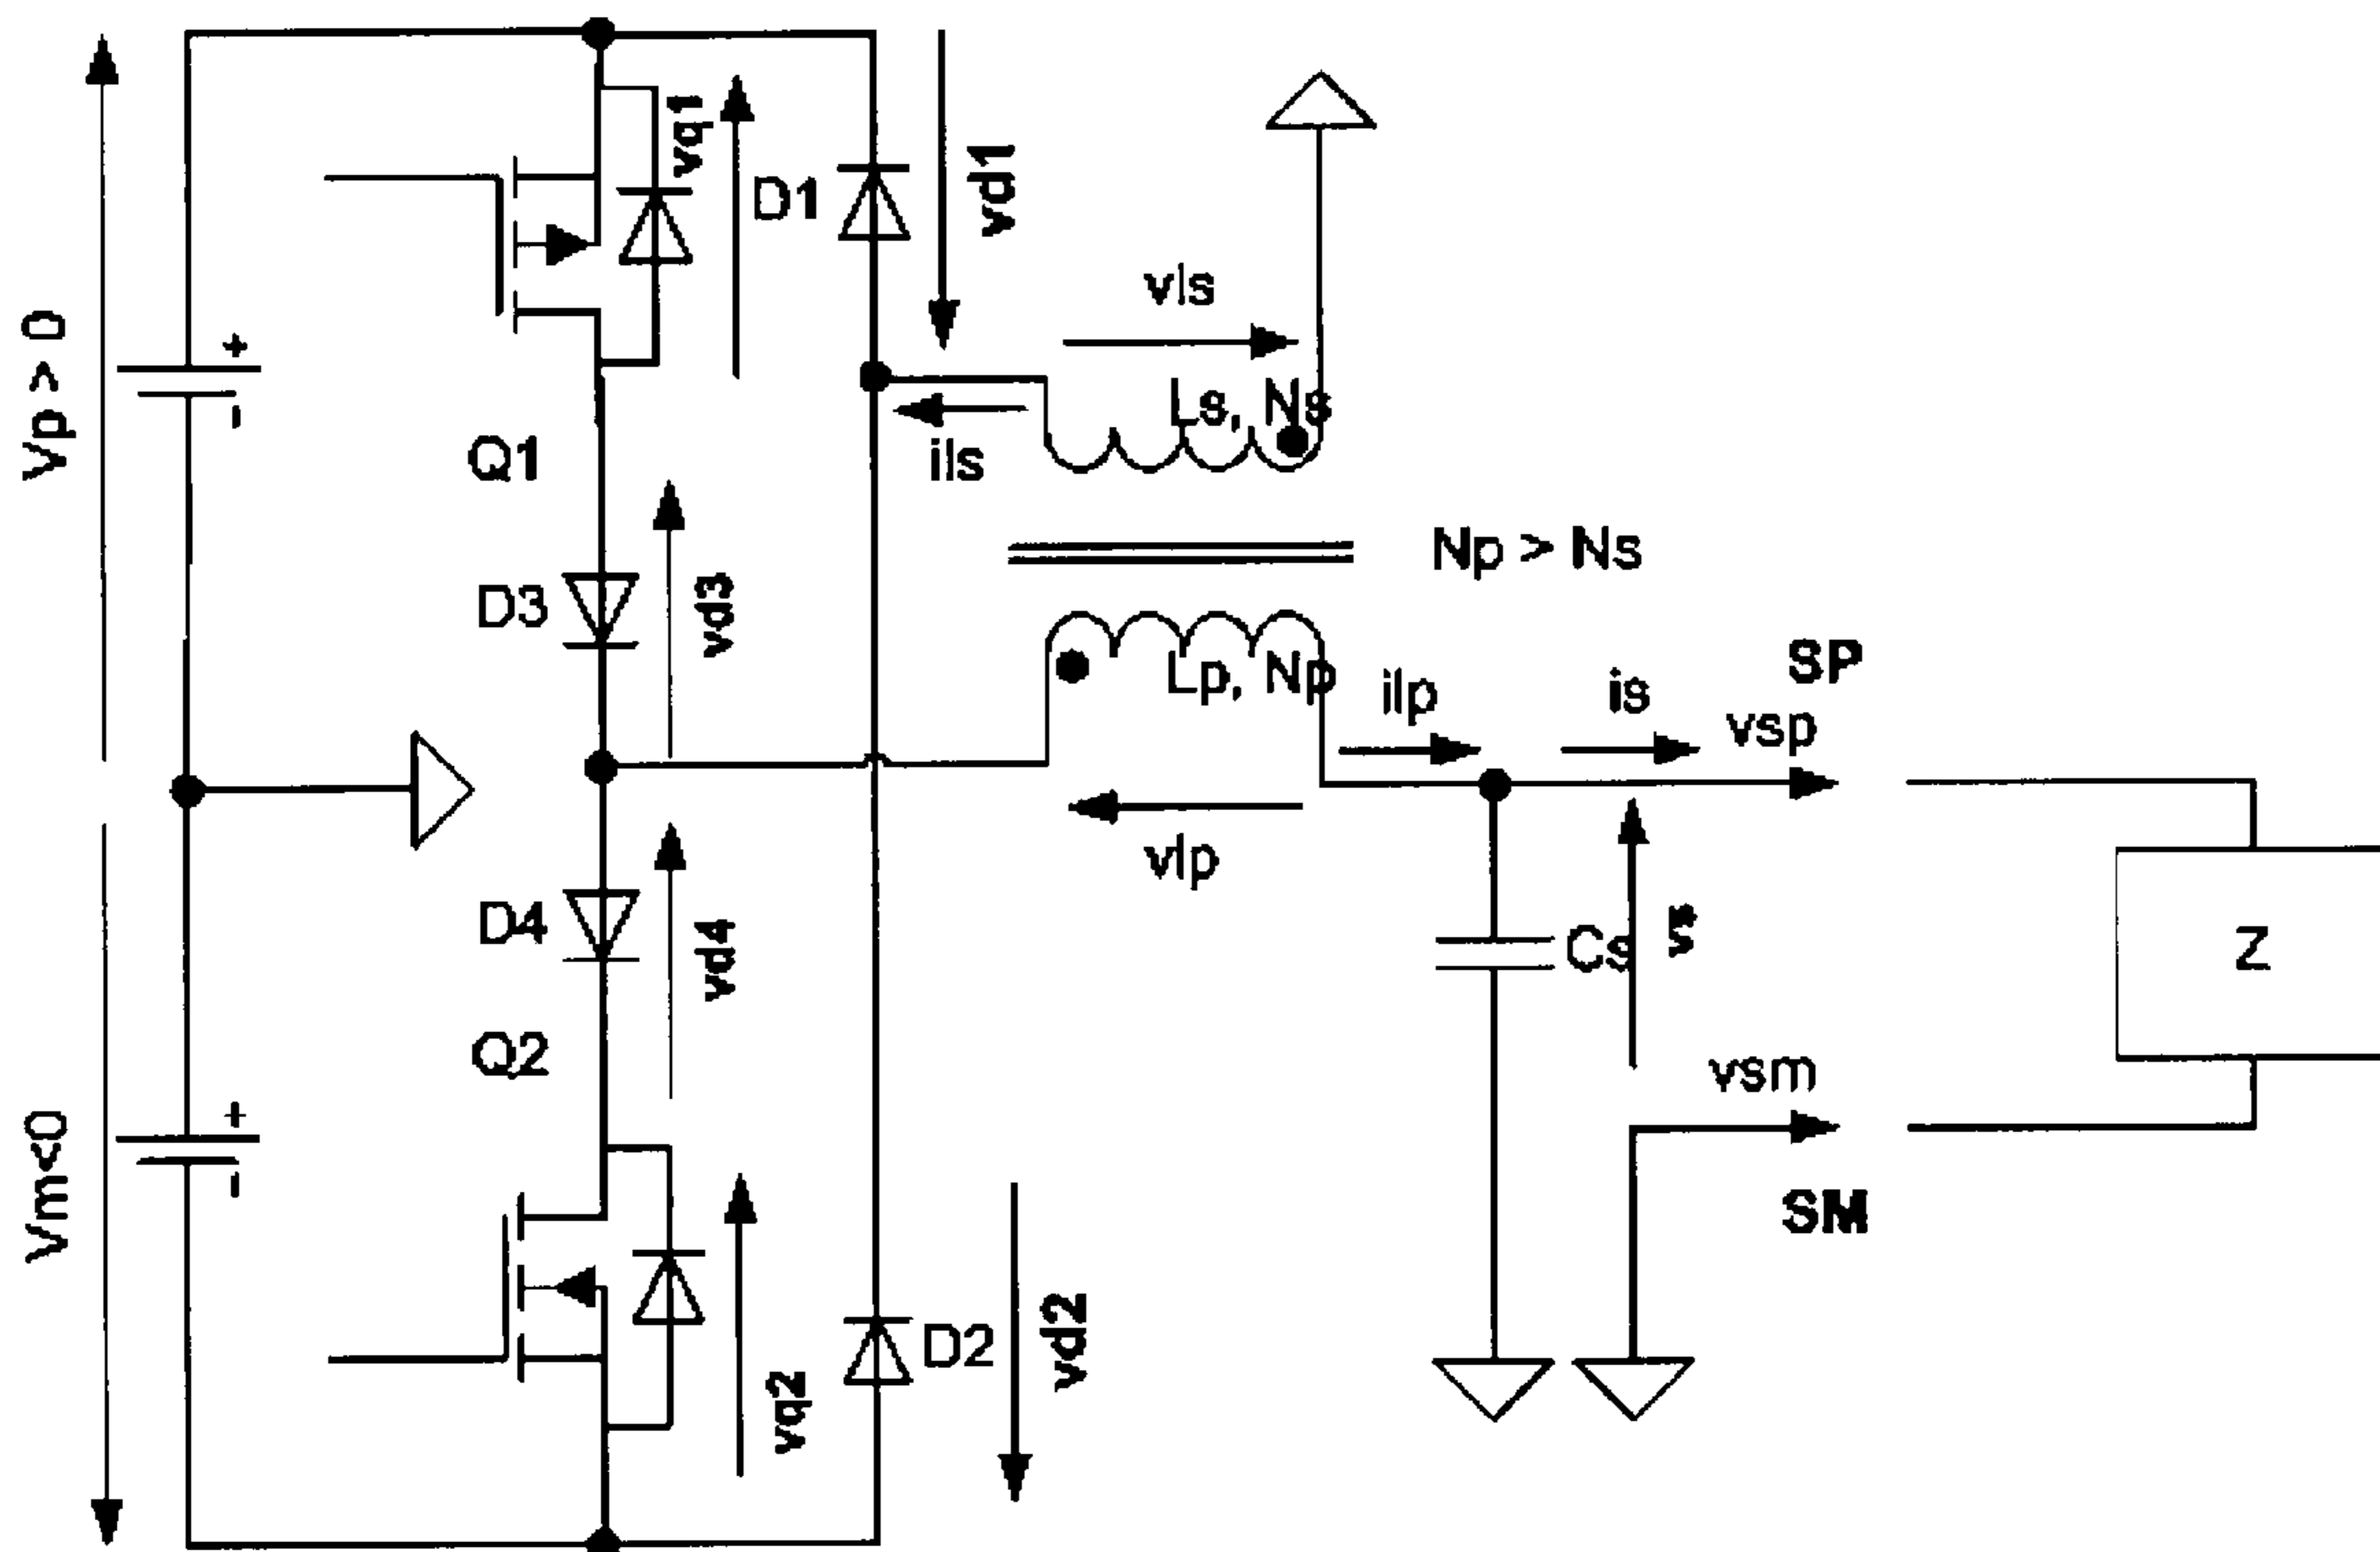 vq1
D1
vd1
vls
Vp > 0
+
-
Ls, Ns
ils
Q1
Np > Ns
D3
vd3
Lp, Np
ilp
is
SP
vsp
vlp
D4
vd4
Cs
vs
Z
Q2
vsm
Vm<0
+
-
SM
vd2
D2
vq2